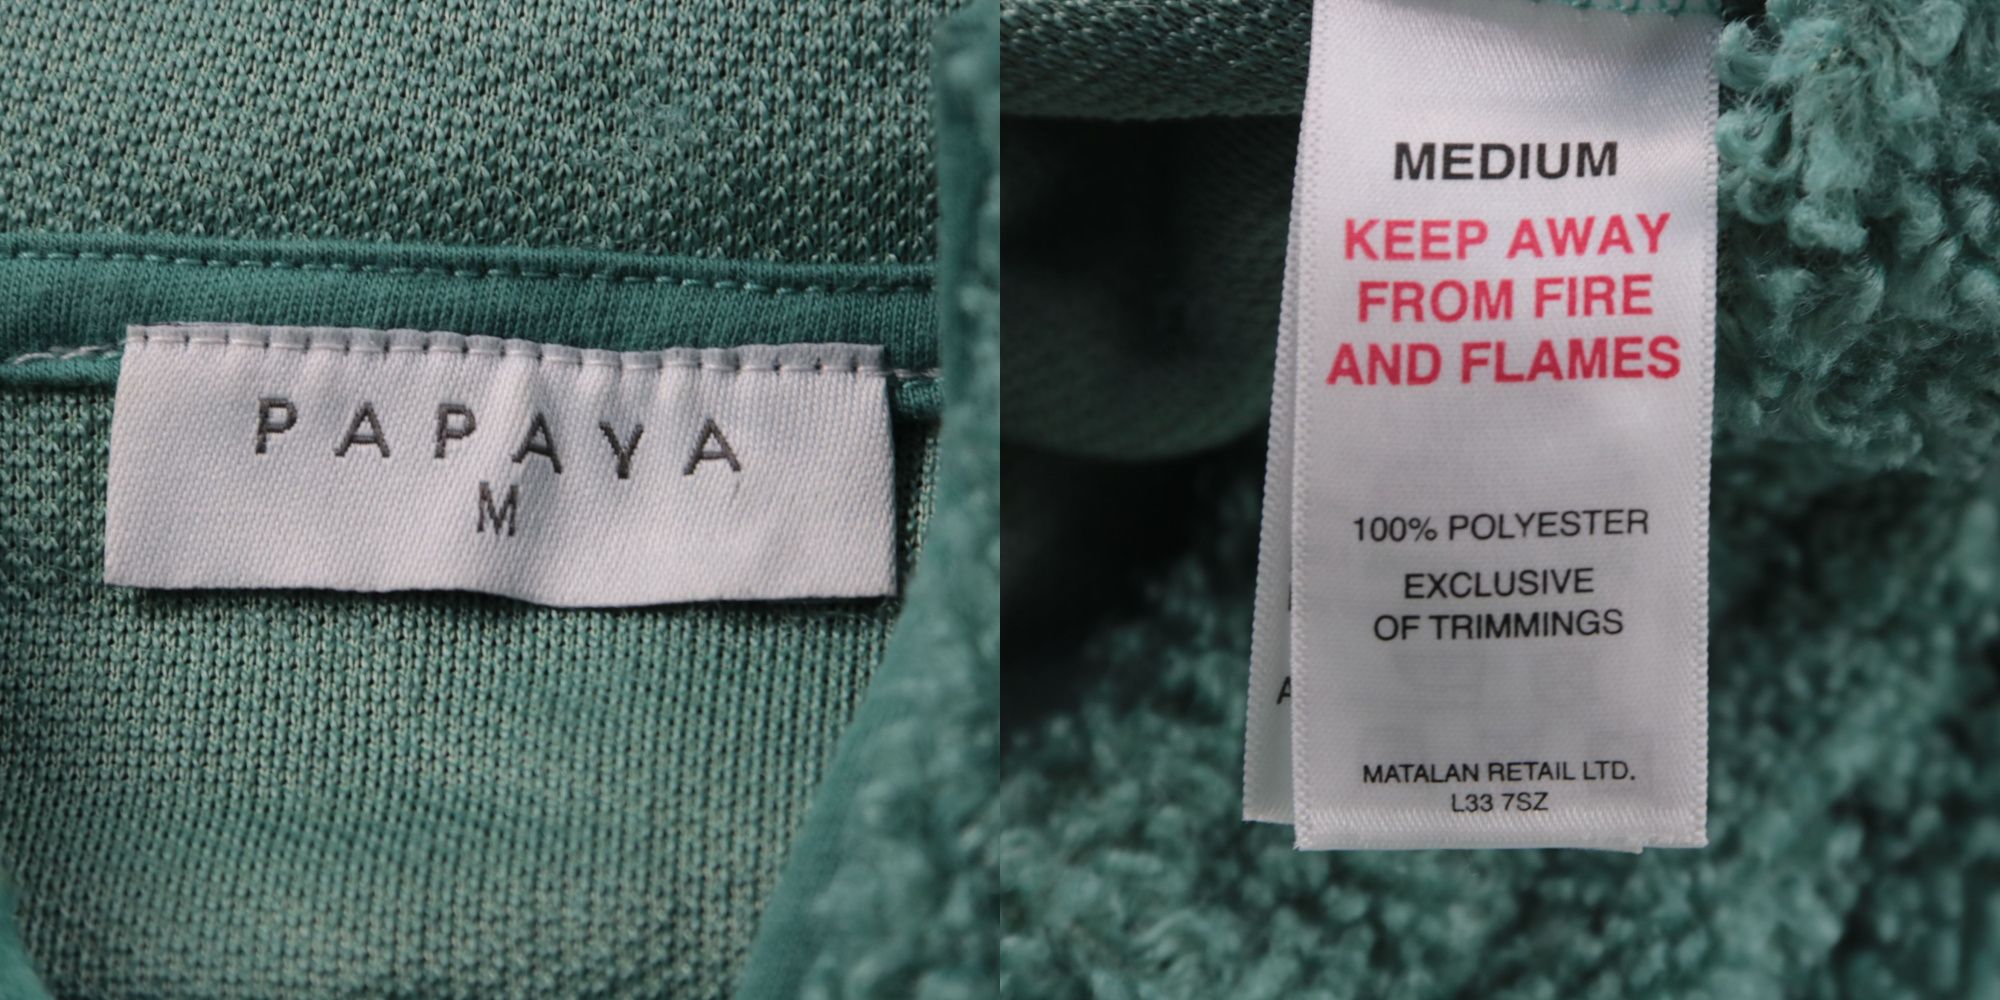 PAPAYA
M
MEDIUM
KEEP AWAY
FROM FIRE
AND FLAMES
100% POLYESTER
EXCLUSIVE
OF TRIMMINGS
MATALAN RETAIL LTD.
L33 7SZ